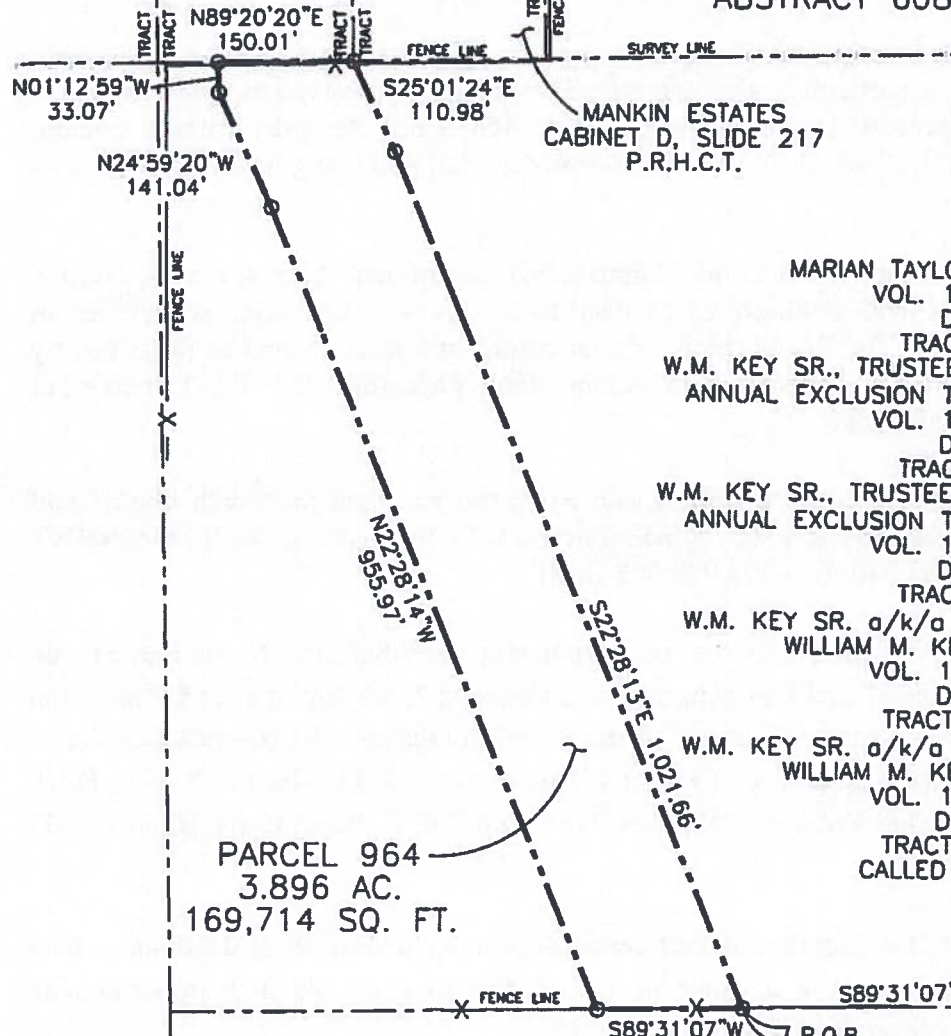 ABSTRACT 608
TRACT
TRACT
N89°20'20"E
150.01'
TRACT
TRACT
FENCE LINE
SURVEY LINE
N01°12'59"W
33.07'
S25°01'24"E
110.98'
MANKIN ESTATES
CABINET D, SLIDE 217
P.R.H.C.T.
N24°59'20"W
141.04'
FENCE LINE
MARIAN TAYLO
VOL. 1
D
TRAC
W.M. KEY SR., TRUSTEE
ANNUAL EXCLUSION T
VOL. 1
D
TRAC
W.M. KEY SR., TRUSTEE
ANNUAL EXCLUSION T
VOL. 1
D
TRAC
W.M. KEY SR. a/k/a
WILLIAM M. KE
VOL. 1
D
TRACT
W.M. KEY SR. a/k/a
WILLIAM M. KE
VOL. 1
D
TRACT
CALLED
N22°28'14"W
955.97'
S22°28'13"E 1,021.66'
PARCEL 964
3.896 AC.
169,714 SQ. FT.
FENCE LINE
S89°31'07"W
S89°31'07"
P.O.B.